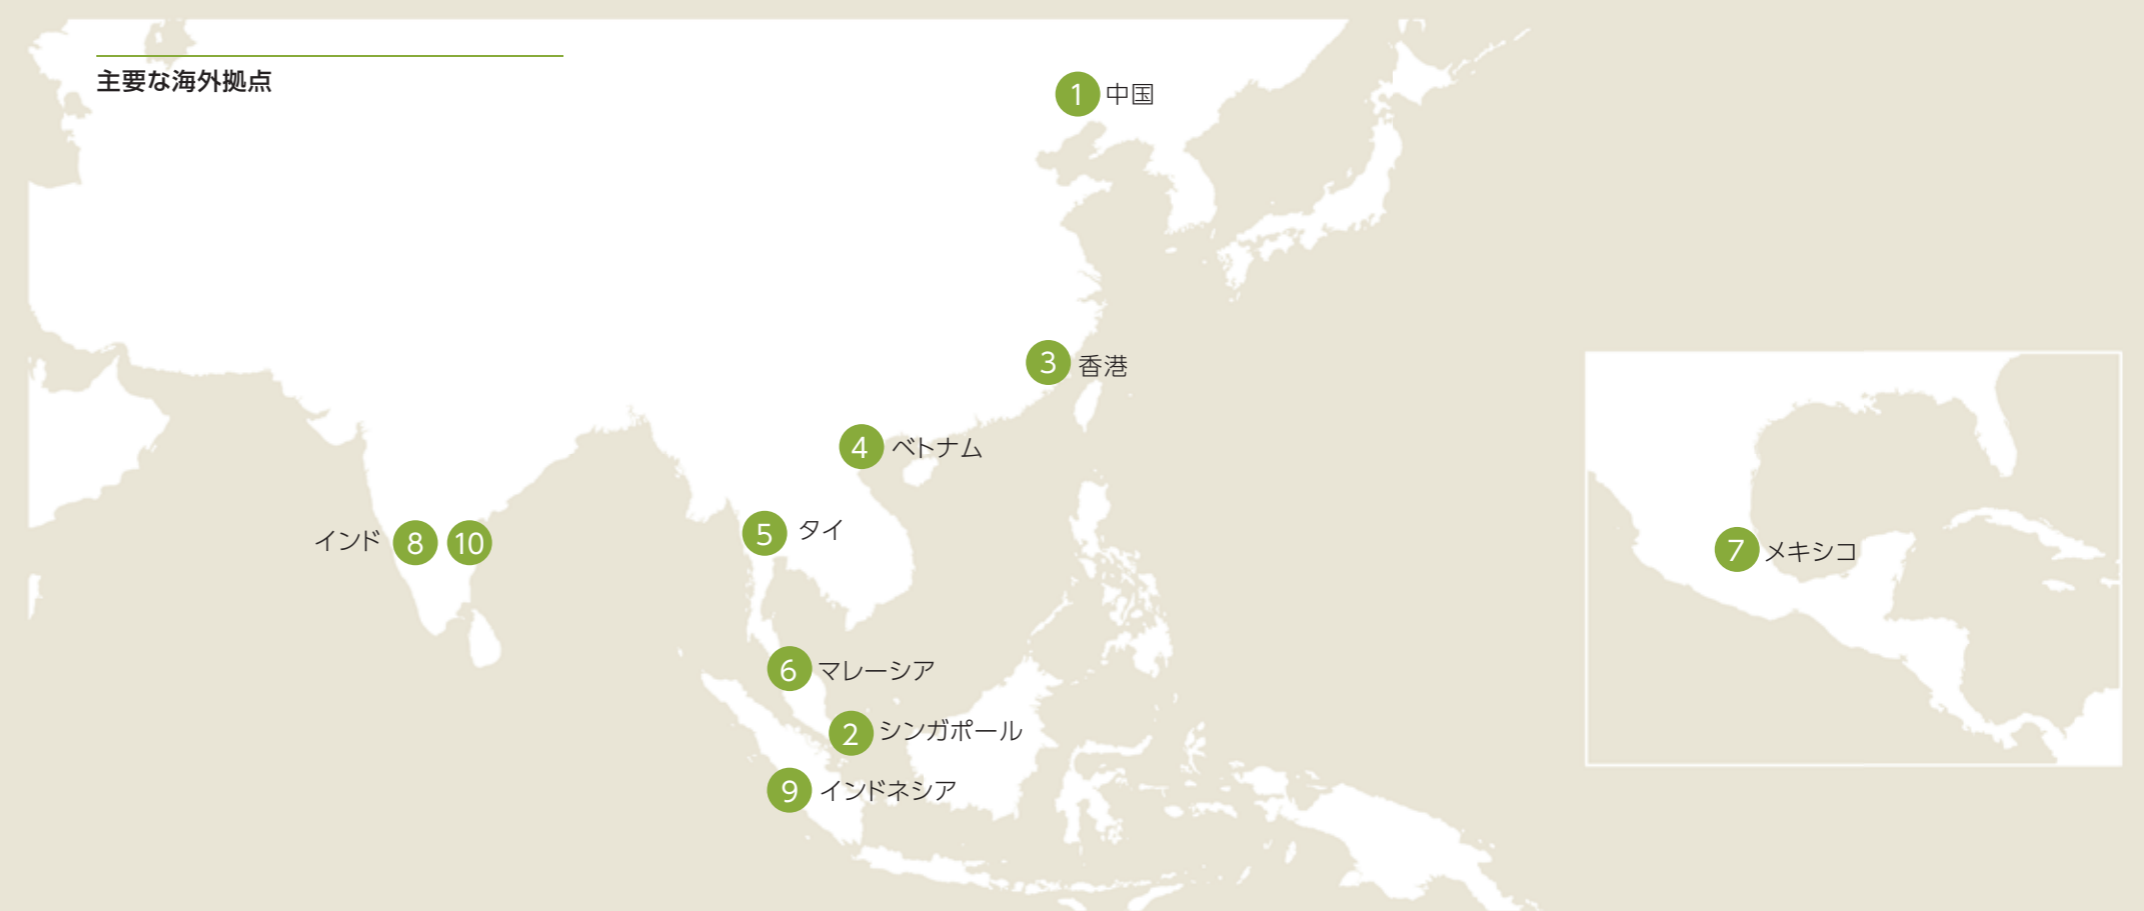 主要な海外拠点
1 中国
3 香港
4 ベトナム
5 タイ
インド 8 10
7 メキシコ
6 マレーシア
2 シンガポール
9 インドネシア